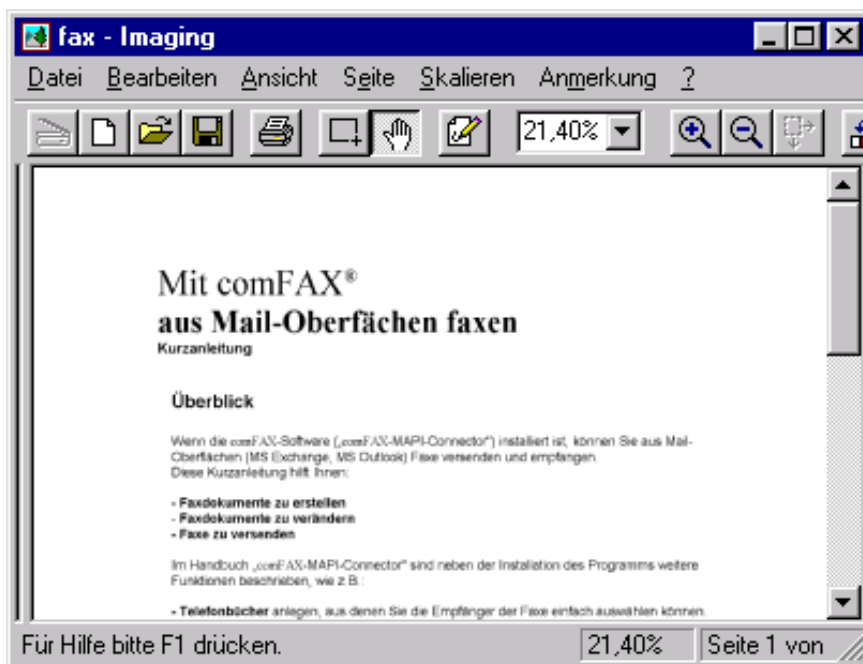 fax - Imaging
Datei Bearbeiten Ansicht Seite Skalieren Anmerkung ?
21,40%
Mit comFAX®
aus Mail-Oberfächen faxen
Kurzanleitung
Überblick
Wenn die comFAX-Software („comFAX-MAPI-Connector“) installiert ist, können Sie aus Mail-
Oberflächen (MS Exchange, MS Outlook) Faxe versenden und empfangen.
Diese Kurzanleitung hilft Ihnen:
- Faxdokumente zu erstellen
- Faxdokumente zu verändern
- Faxe zu versenden
Im Handbuch „comFAX-MAPI-Connector“ sind neben der Installation des Programms weitere
Funktionen beschrieben, wie z.B.:
- Telefonbücher anlegen, aus denen Sie die Empfänger der Faxe einfach auswählen können.
Für Hilfe bitte F1 drücken. 21,40% Seite 1 von